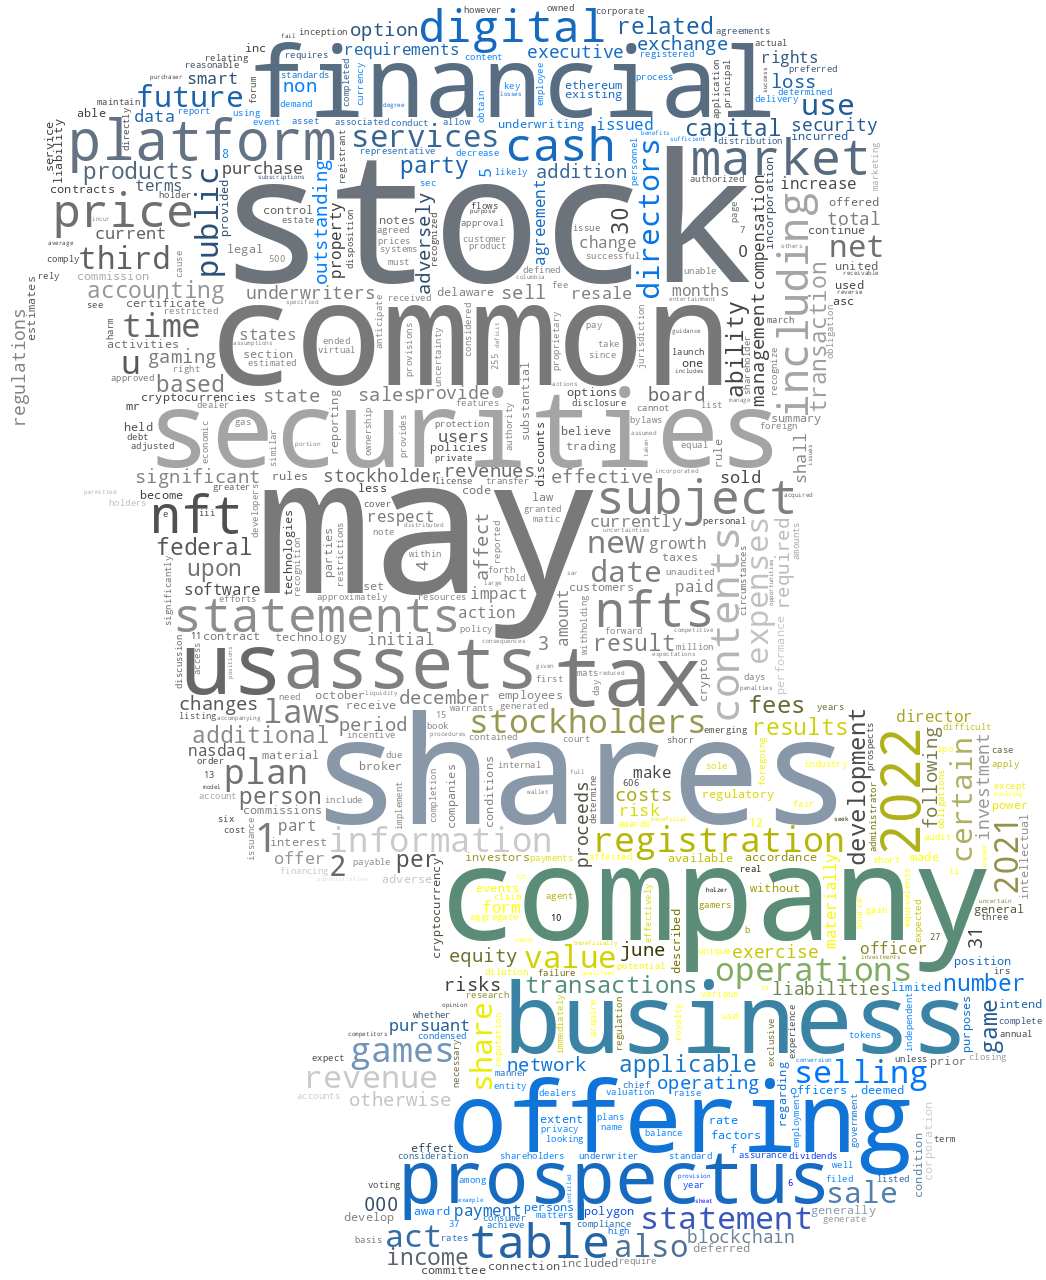 however owned corporate
fail inception digital agreements
relating inc option related actual
reasonable requirements executive exchange rights
purchaser smart requires content registered preferred
financial
future standards non completed currency key employee ethereum existing process application principal success loss
maintain able data report using demand degree losses obtain delivery determined use
event asset associated conduct allow underwriting issued benefits sufficient capital distribution security
service liability directly platform 8 services cash party representative decrease market incurred
products purchase registrant sec likely 5 addition personnel directors authorized incorporation marketing
contracts terms provided subscriptions stock
holder public control flows agreement 30 page increase offered
price incur estate notes purpose approval issue change compensation 7 total
current outstanding property agreed customer successful management 0 continue others
average third legal prices product adversely recognized unable including net
comply cause 500 disposition systems must defined united
rely commission accounting underwriters delaware sell columbia fee resale months used receivable
estimates see restricted specified received entertainment asc reverse
regulations certificate common
harm time states ended anticipate provisions considered 255 deficit pay jurisdiction guidance march transaction obligation
activities assumptions virtual uncertainty proprietary take launch ability shareholder recognize
u gaming section since one
approved right estimated actions includes
based state sales provide options board list manage summary
cryptocurrencies features disclosure cannot bylaws foreign
mr dealer reporting protection substantial
held gas securities
debt economic similar portion ownership provides authority users believe assumed equal rule shall issues
adjusted policies private discounts trading taken
significant rules stockholder revenues effective sold
permitted become greater less license transfer incorporated
holders e iii developers cover code law subject acquired
nft respect distributed granted matic currently personal
federal technologies recognition parties restrictions note may uncertainties amounts
upon within 4 affect reported new growth circumstances opportunities
significantly software set forth var date taxes unaudited contents expenses required
efforts approximately large resources hold impact customers paid performance
statements action amount nfts
discussion 11 contract technology initial policy 3 withholding forward competitive
access positions us assets consequences result million
given mats reduced expectations tax days
first day crypto penalties
changes need october liquidity december employees
listing accompanying laws receive warrants generated fees years director
additional period 15 book stockholders emerging results difficult
nasdaq material incentive procedures contained court shorr foregoing following
order broker due internal sole industry ipo case
13 plan shares 2022 certain apply
model full make 606 regulatory investment except
account person include implement completion companies conditions wallet determine costs fair development prospects administrator obligations power
commissions risk seek
six part awards beneficial 12 audit
cost 1 information proceeds registration
issuance interest payable per investors payments affected available accordance short made 2021 intellectual
offer 2 adverse real ii
financing cryptocurrency company uncertain
events claim agent holzer without gain
form 10 gamers materially source equivalents expected general
aggregate effectively described b unique 27 31 three
equity value june exercise officer investments
dilution failure potential operations position irs
risks transactions liabilities limited number
opinion research various
whether reputation immediately acquire regulation royalty exclusive experience tokens independent purposes intend
competitors pursuant condensed share business game complete
annual
expect games necessary network applicable conversion unless prior closing
manner selling
revenue entity dealers chief operating regarding officers deemed
accounts otherwise valuation raise
extent plans rate employment government
privacy name offering
looking balance factors f condition corporation
effect shareholders underwriter standard assurance dividends term
consideration among provision well
voting prospectus year 6 filed listed
000 example entitled sheet sale
develop award payment persons polygon statement generally
37 consumer matters compliance generate
basis act rates achieve high blockchain
income table also deferred
committee connection included require